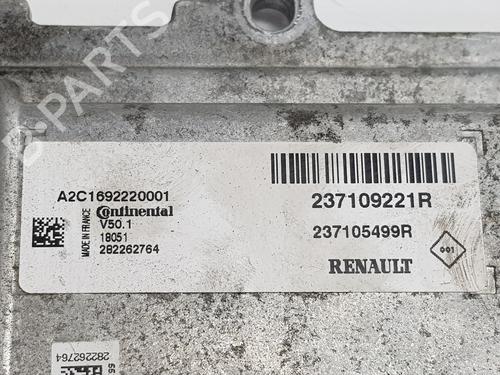 B-PARTS
A2C1692220001
Continental
V50.1
18051
282262764
MADE IN FRANCE
237109221R
237105499R
001
RENAULT
282262764